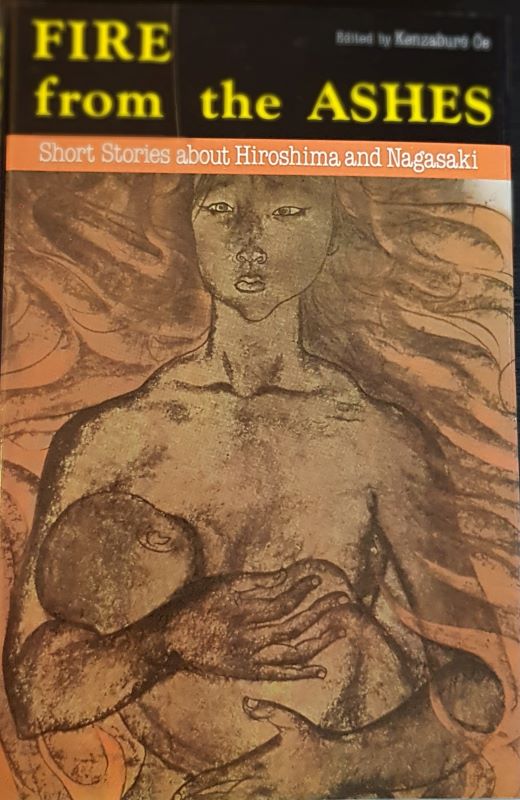 FIRE
Edited by Kenzaburō Ōe
from the ASHES
Short Stories about Hiroshima and Nagasaki